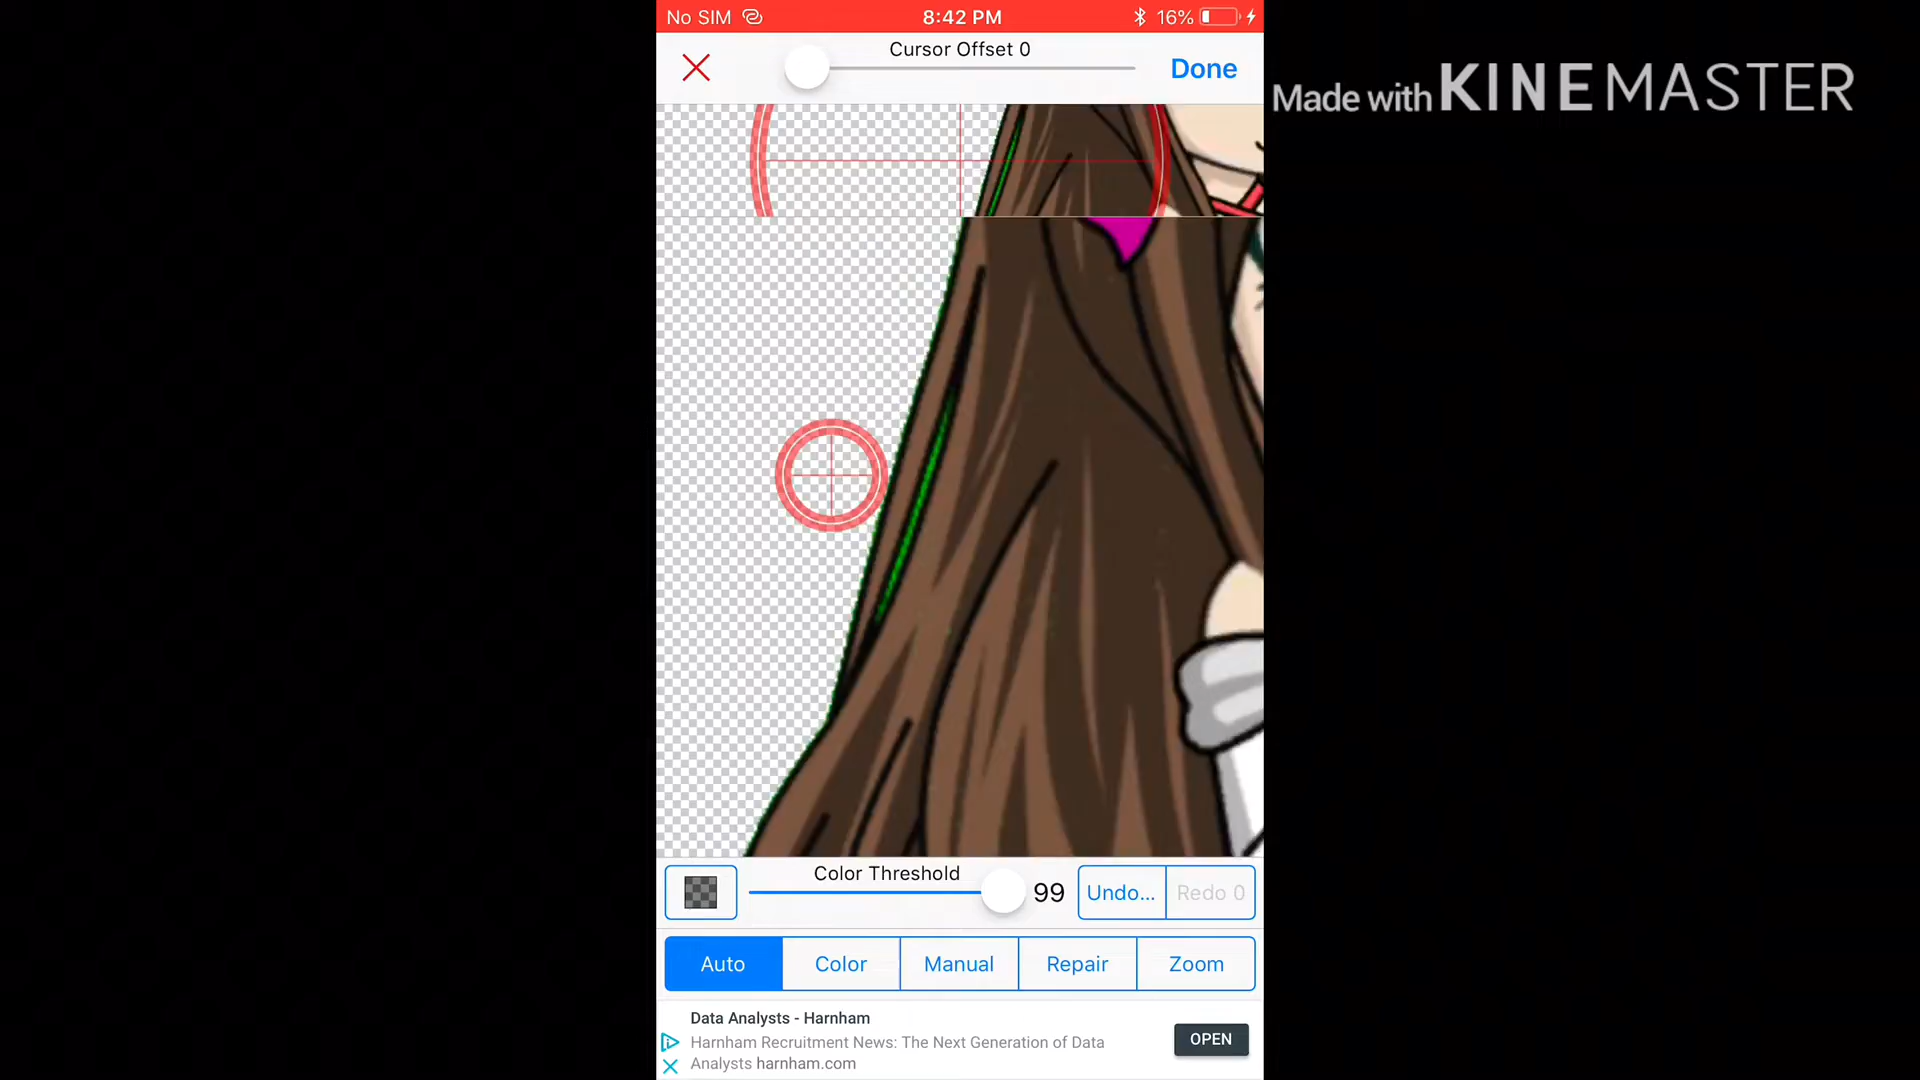 No SIM 8:42 PM 16%
Cursor Offset 0
Done
Made with KINEMASTER
Color Threshold
99 Undo... Redo 0
Auto Color Manual Repair Zoom
Data Analysts - Harnham
Harnham Recruitment News: The Next Generation of Data
Analysts harnham.com
OPEN